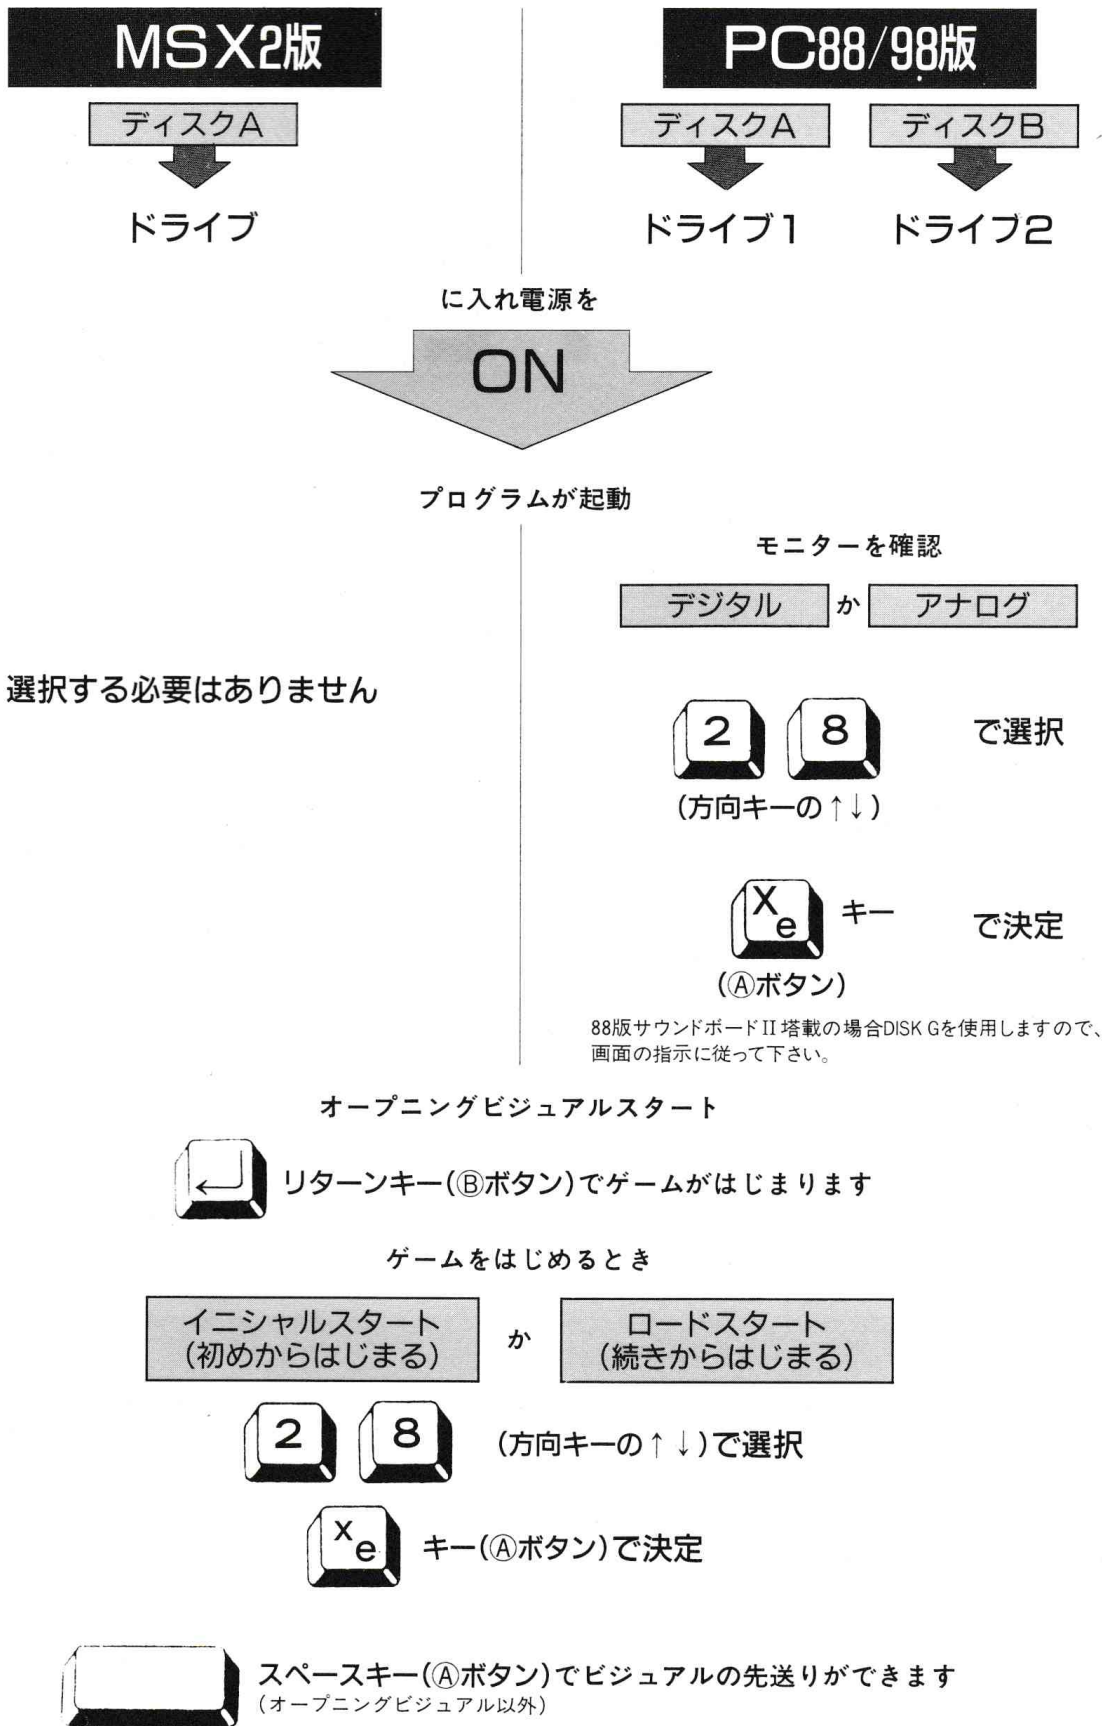 MSX2版
ディスクA
ドライブ
PC88/98版
ディスクA ディスクB
ドライブ1 ドライブ2
に入れ電源を
ON
プログラムが起動
選択する必要はありません
モニターを確認
デジタル か アナログ
2 8 で選択
(方向キーの↑↓)
X e キー で決定
(Ⓐボタン)
88版サウンドボードII塔載の場合DISK Gを使用しますので、
画面の指示に従って下さい。
オープニングビジュアルスタート
リターンキー(Ⓑボタン)でゲームがはじまります
ゲームをはじめるとき
イニシャルスタート
(初めからはじまる)
か
ロードスタート
(続きからはじまる)
2 8 (方向キーの↑↓)で選択
x e キー(Ⓐボタン)で決定
スペースキー(Ⓐボタン)でビジュアルの先送りができます
(オープニングビジュアル以外)